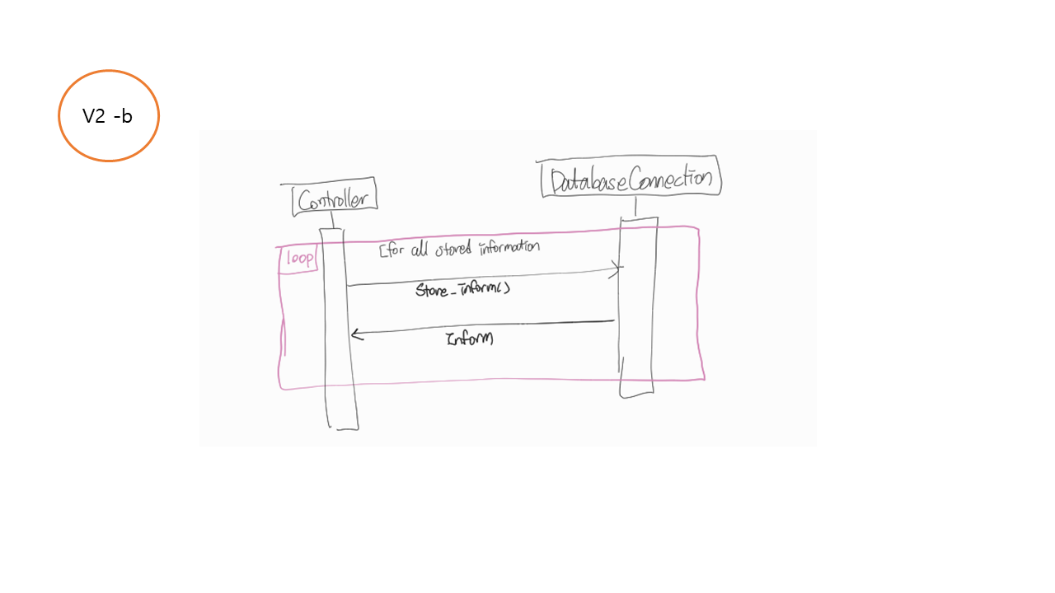 V2 -b
Controller
DatabaseConnection
loop
[for all stored information
Store_inform()
Inform